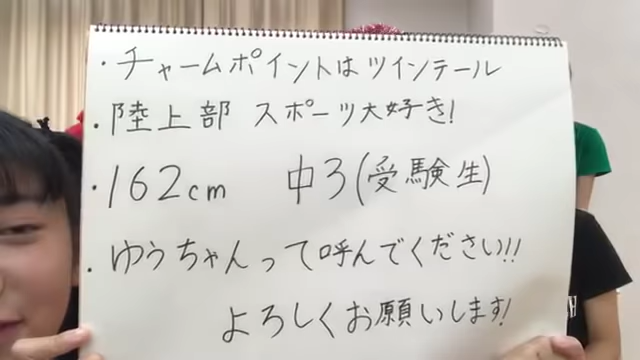 ・チャームポイントはツインテール
・陸上部 スポーツ大好き!
・162cm 中3(受験生)
・ゆうちゃんって呼んでください!!
よろしくお願いします!